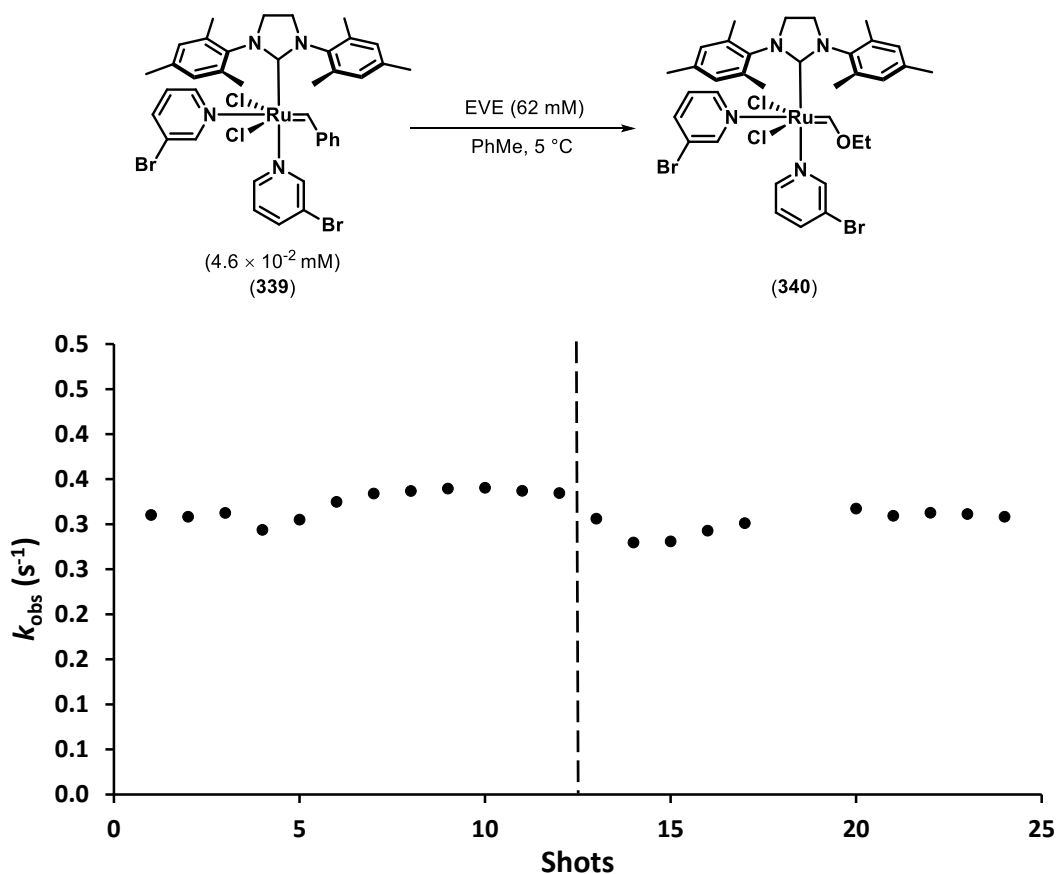 N N
Cl
N Ru
Cl Ph
Br N
Br
(4.6 × 10⁻² mM)
(339)
EVE (62 mM)
PhMe, 5 °C
N N
Cl
N Ru
Cl OEt
Br N
Br
(340)
0.5
0.5
0.4
0.4
0.3
0.3
0.2
0.2
0.1
0.1
0.0
kobs (s⁻¹)
0 5 10 15 20 25
Shots